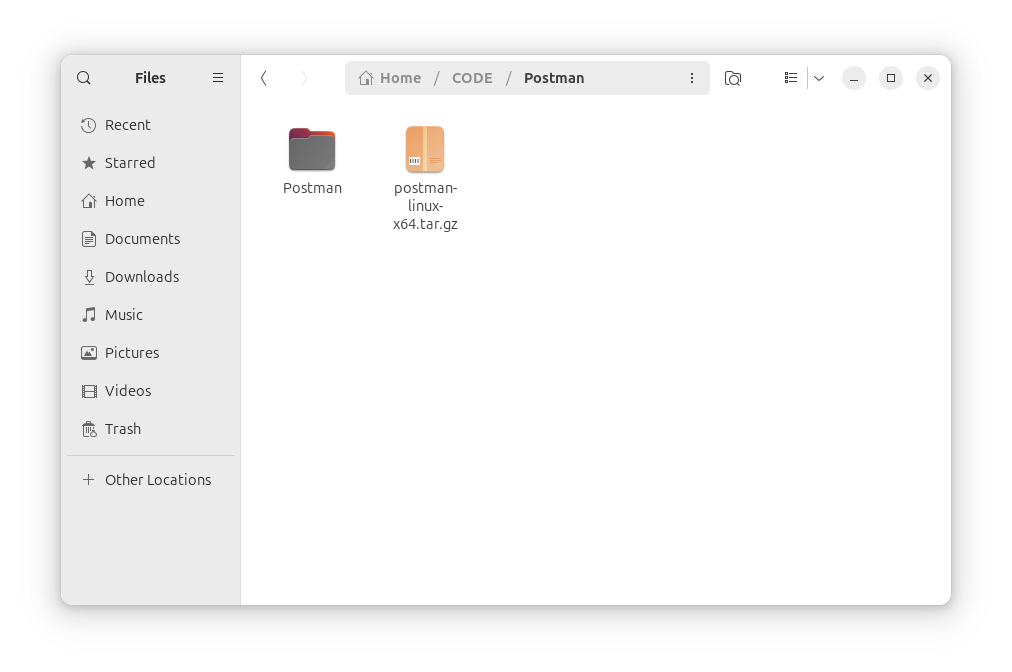 Files
Home / CODE / Postman
Recent
Starred
Home
Documents
Downloads
Music
Pictures
Videos
Trash
Other Locations
Postman
postman-
linux-
x64.tar.gz